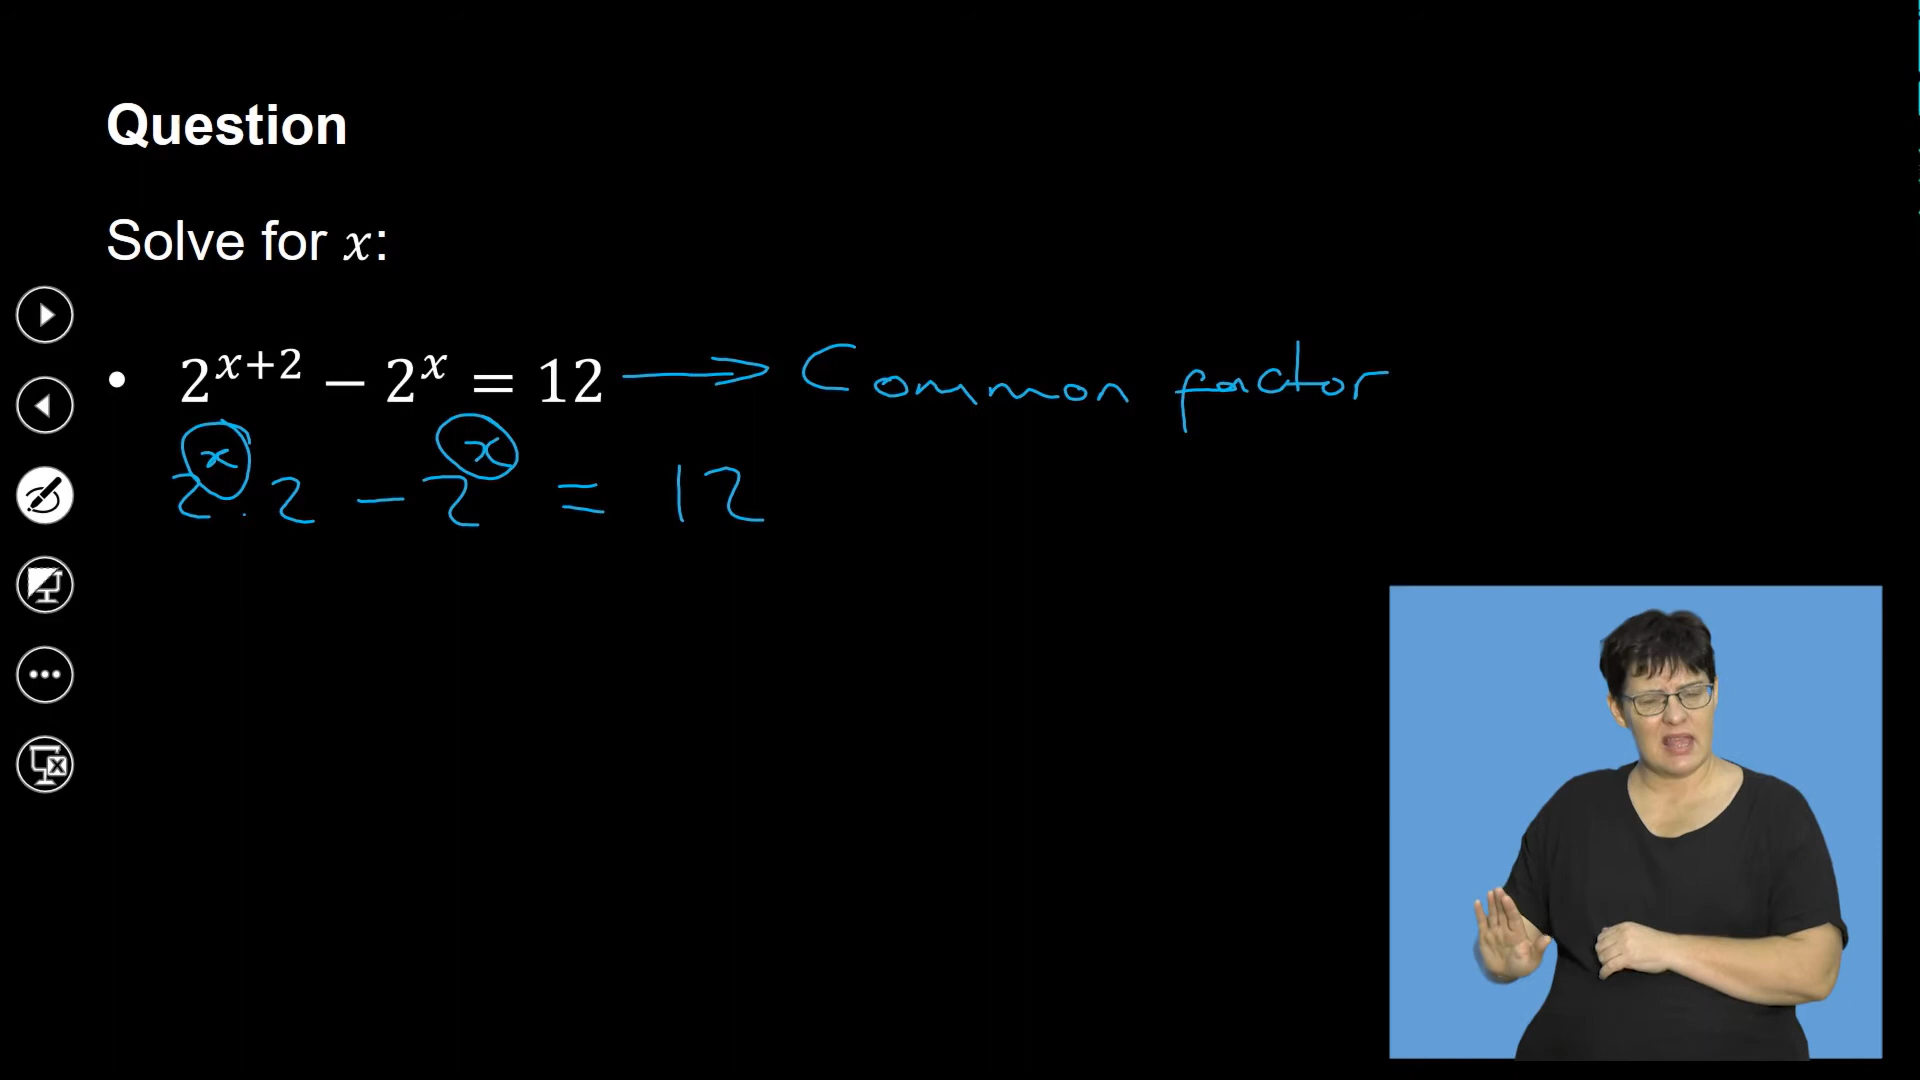 Question
Solve for x:
• 2^{x+2} − 2^x = 12 → Common factor
2^x . 2 − 2^x = 12